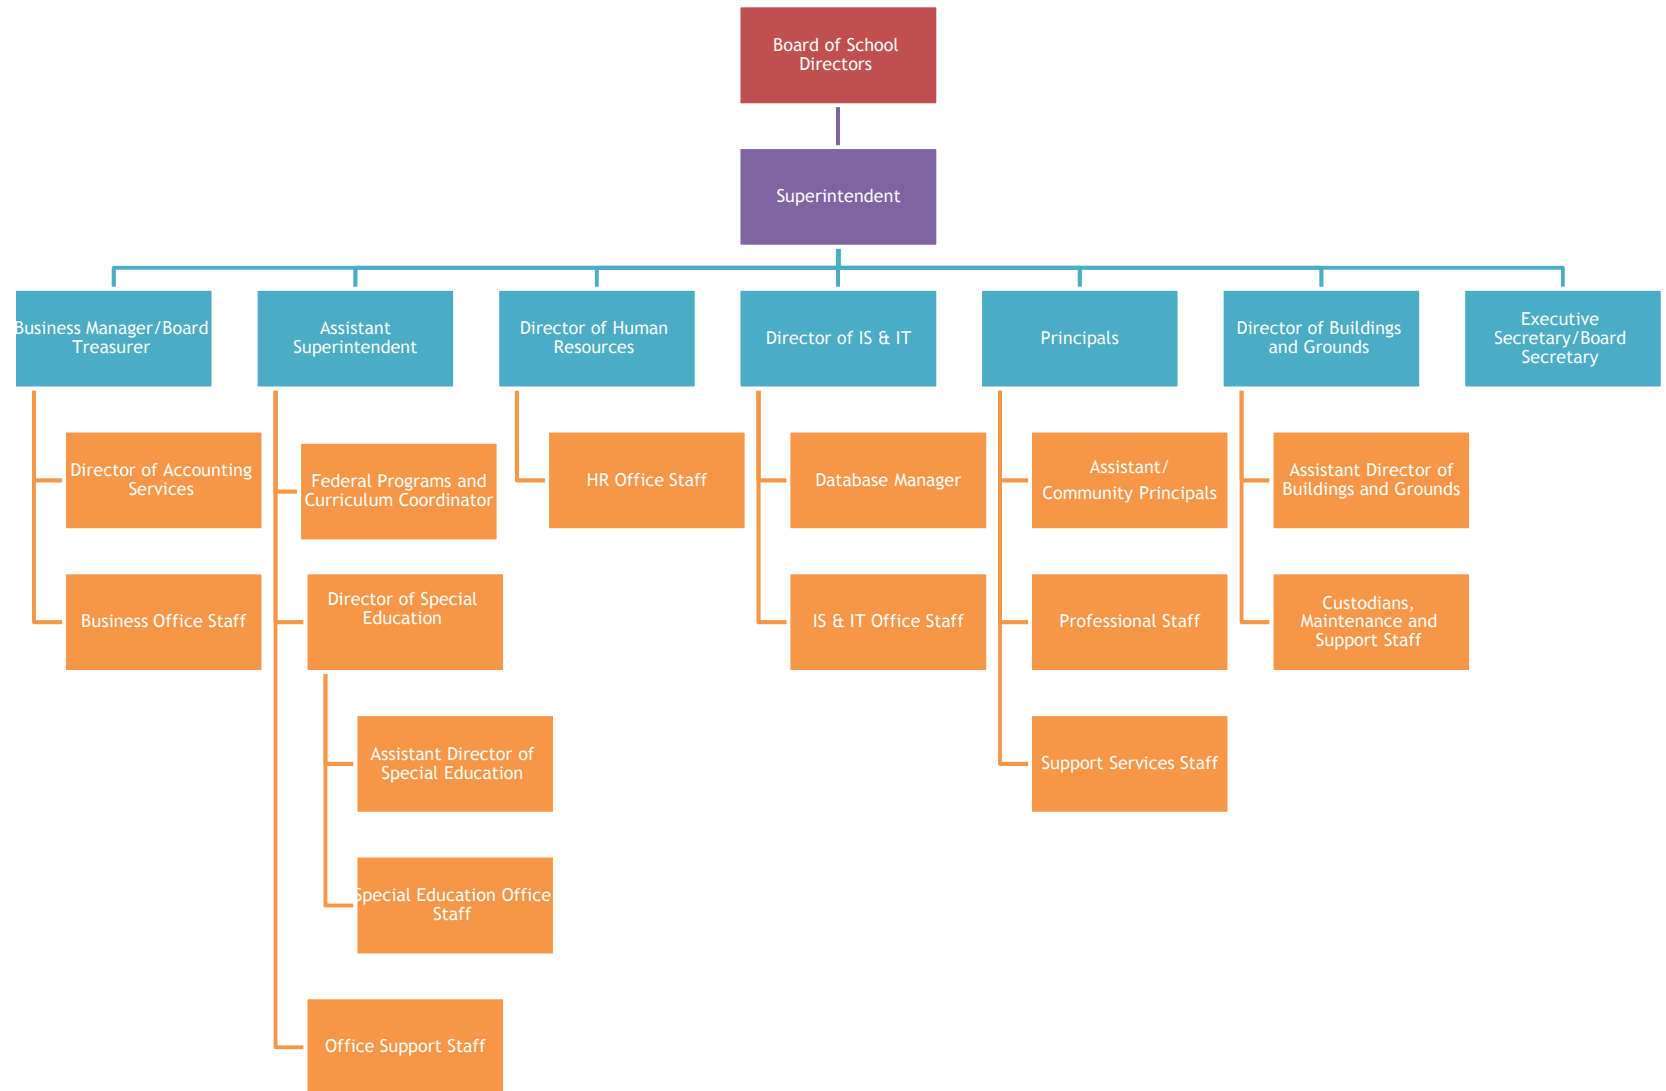 Board of School
Directors
Superintendent
Business Manager/Board
Treasurer
Assistant
Superintendent
Director of Human
Resources
Director of IS & IT
Principals
Director of Buildings
and Grounds
Executive
Secretary/Board
Secretary
Director of Accounting
Services
Federal Programs and
Curriculum Coordinator
HR Office Staff
Database Manager
Assistant/
Community Principals
Assistant Director of
Buildings and Grounds
Business Office Staff
Director of Special
Education
IS & IT Office Staff
Professional Staff
Custodians,
Maintenance and
Support Staff
Assistant Director of
Special Education
Support Services Staff
Special Education Office
Staff
Office Support Staff